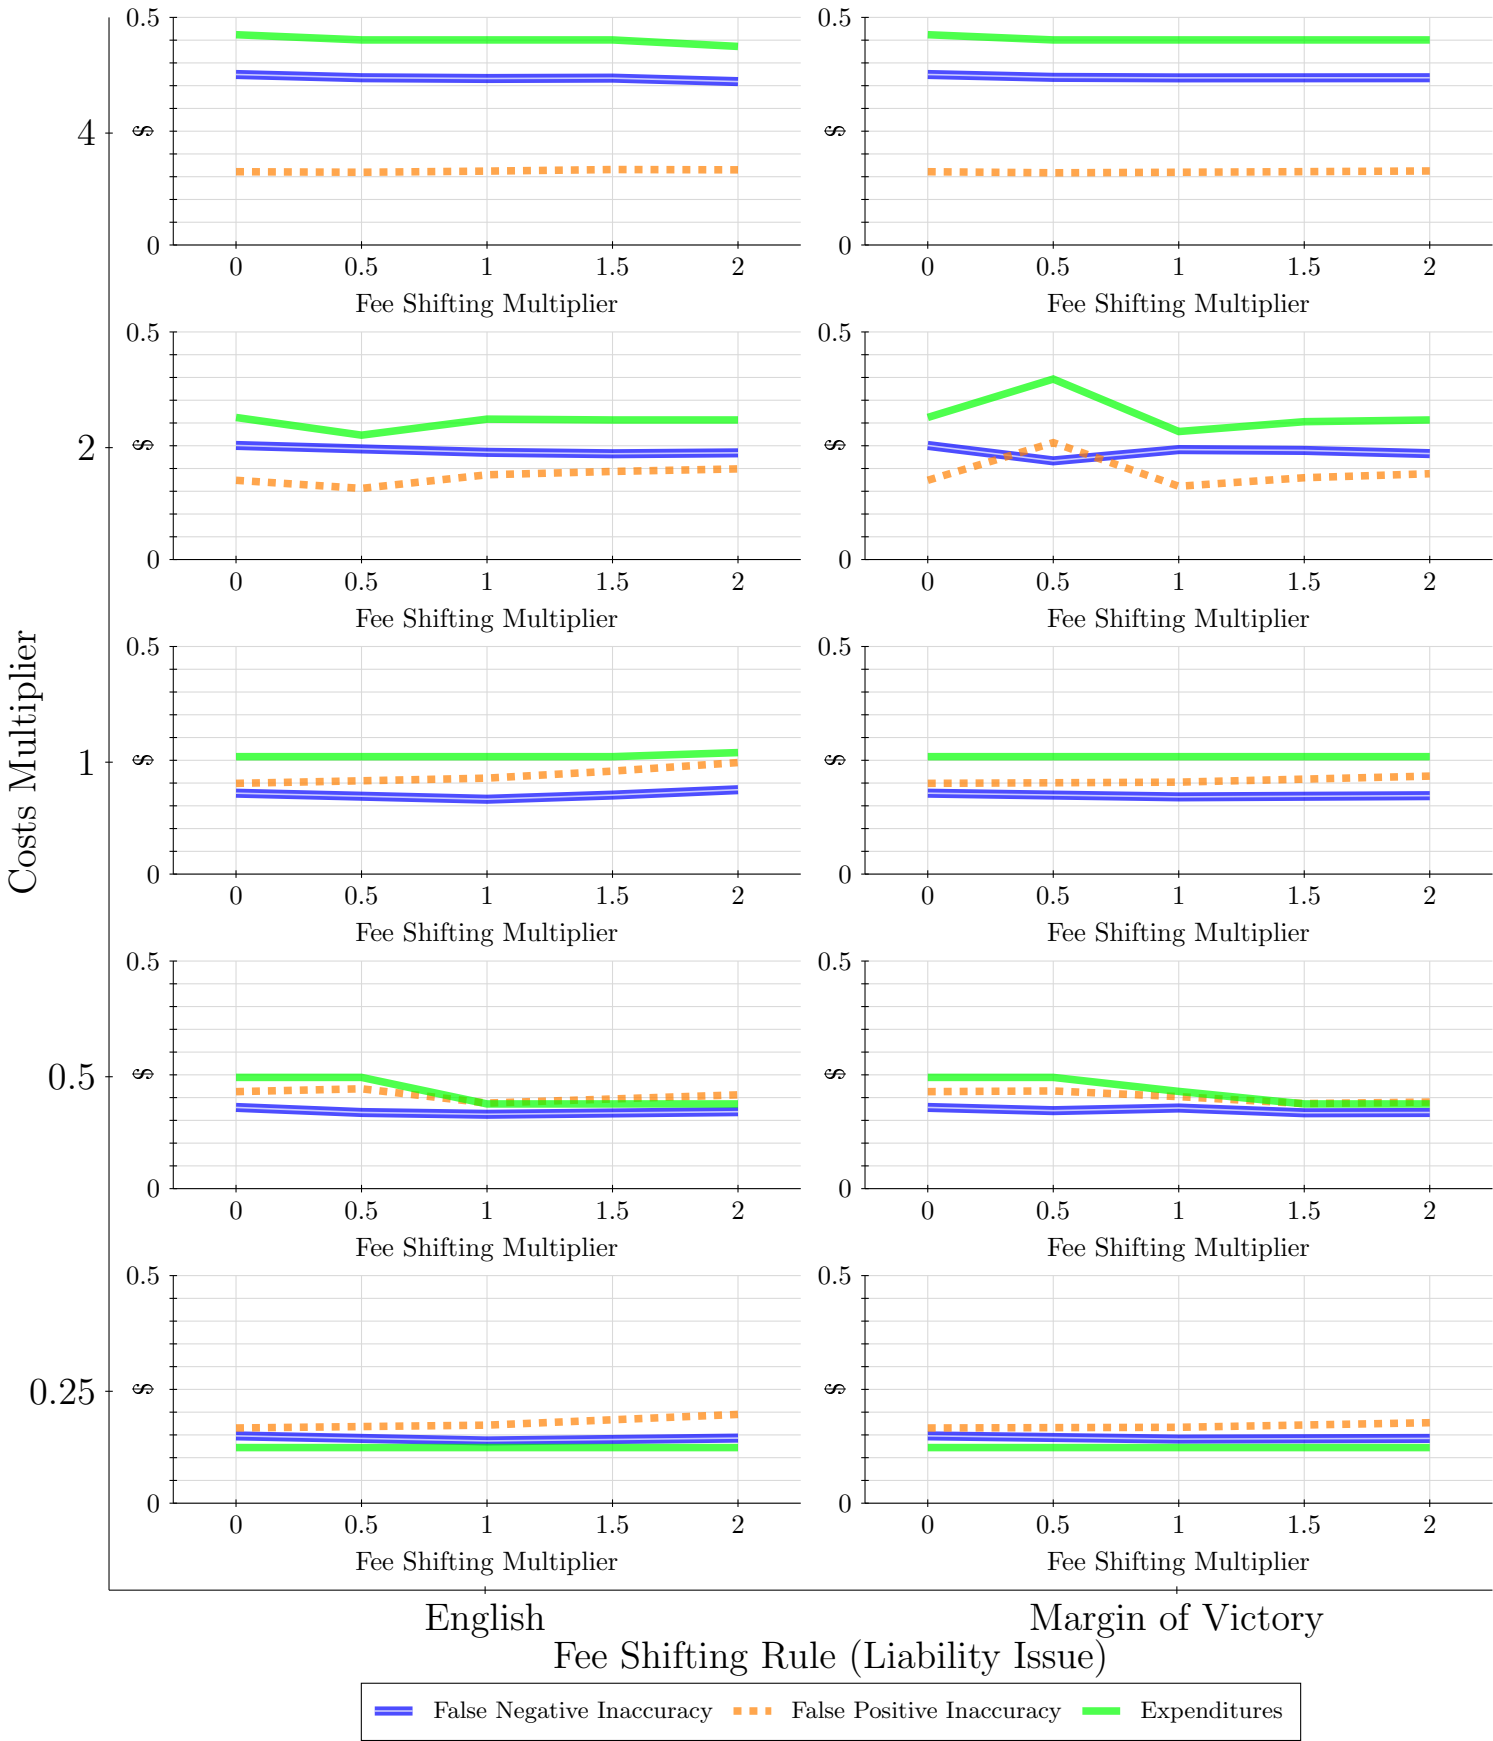 0.5 0.5
4 $ $
0 0
0 0.5 1 1.5 2 0 0.5 1 1.5 2
Fee Shifting Multiplier Fee Shifting Multiplier
0.5 0.5
2 $ $
0 0
0 0.5 1 1.5 2 0 0.5 1 1.5 2
Fee Shifting Multiplier Fee Shifting Multiplier
Costs Multiplier
0.5 0.5
1 $ $
0 0
0 0.5 1 1.5 2 0 0.5 1 1.5 2
Fee Shifting Multiplier Fee Shifting Multiplier
0.5 0.5
0.5 $ $
0 0
0 0.5 1 1.5 2 0 0.5 1 1.5 2
Fee Shifting Multiplier Fee Shifting Multiplier
0.5 0.5
0.25 $ $
0 0
0 0.5 1 1.5 2 0 0.5 1 1.5 2
Fee Shifting Multiplier Fee Shifting Multiplier
English Margin of Victory
Fee Shifting Rule (Liability Issue)
False Negative Inaccuracy False Positive Inaccuracy Expenditures